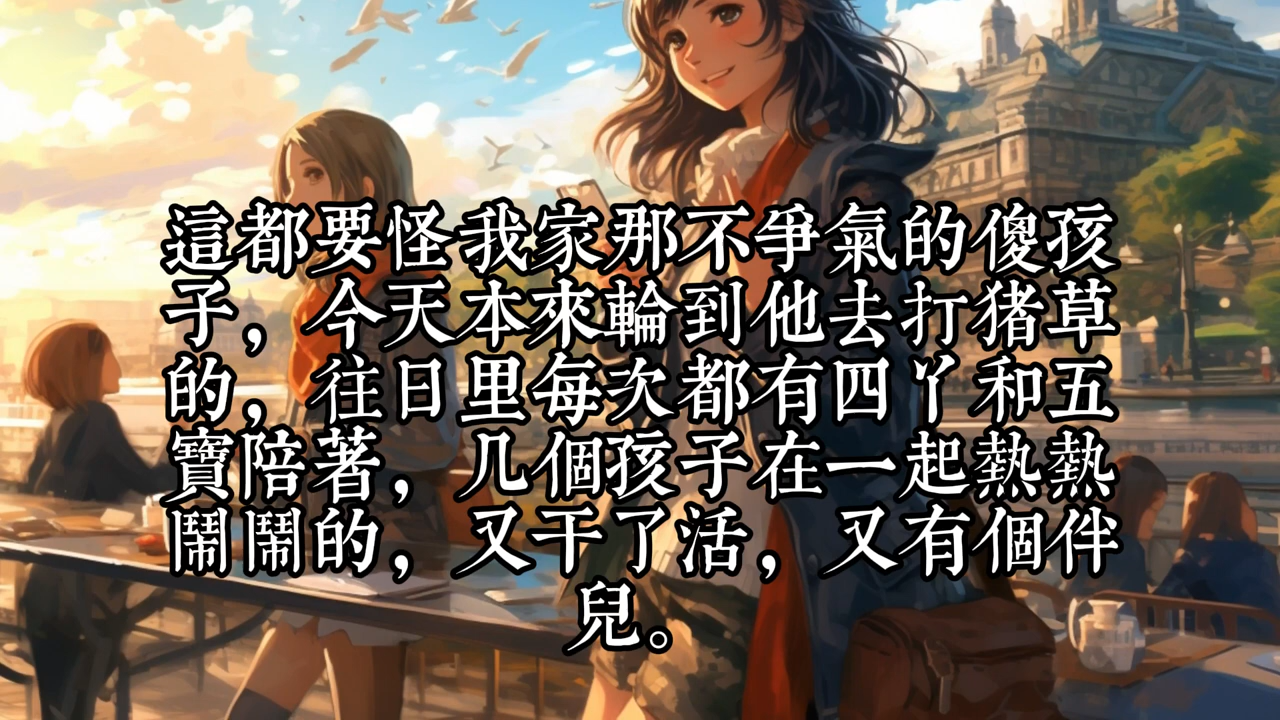 這都要怪我家那不爭氣的傻孩
子，今天本來輪到他去打猪草
的，往日里每次都有四丫和五
寶陪著，几個孩子在一起熱熱
鬧鬧的，又干了活，又有個伴
兒。